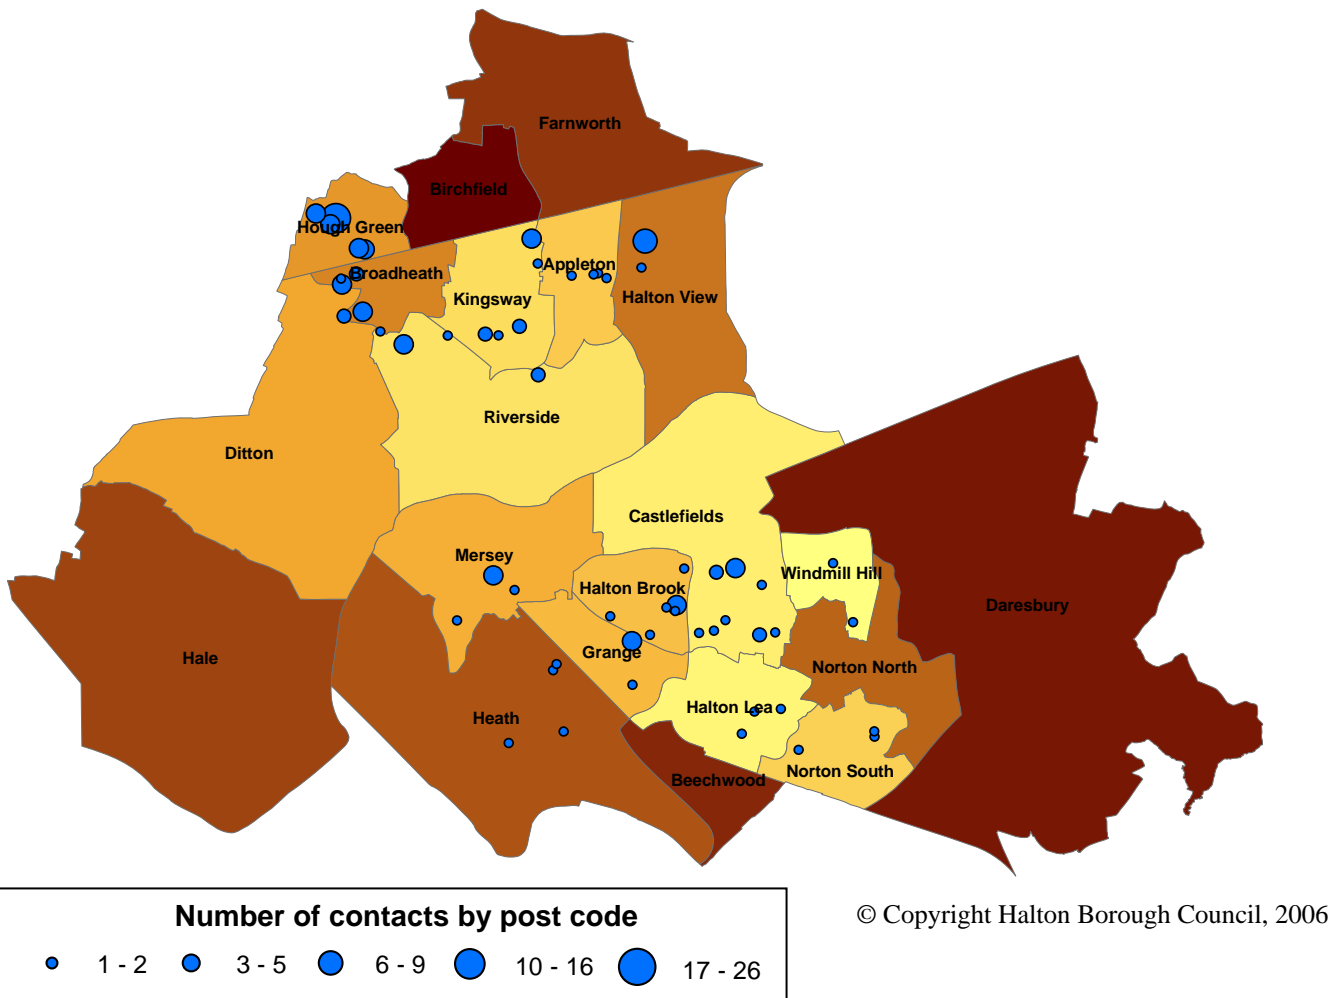 Farnworth
Birchfield
Hough Green
Broadheath
Appleton
Kingsway
Halton View
Riverside
Ditton
Castlefields
Mersey
Windmill Hill
Halton Brook
Daresbury
Hale
Grange
Norton North
Halton Lea
Heath
Norton South
Beechwood
Number of contacts by post code
1 - 2 3 - 5 6 - 9 10 - 16 17 - 26
© Copyright Halton Borough Council, 2006